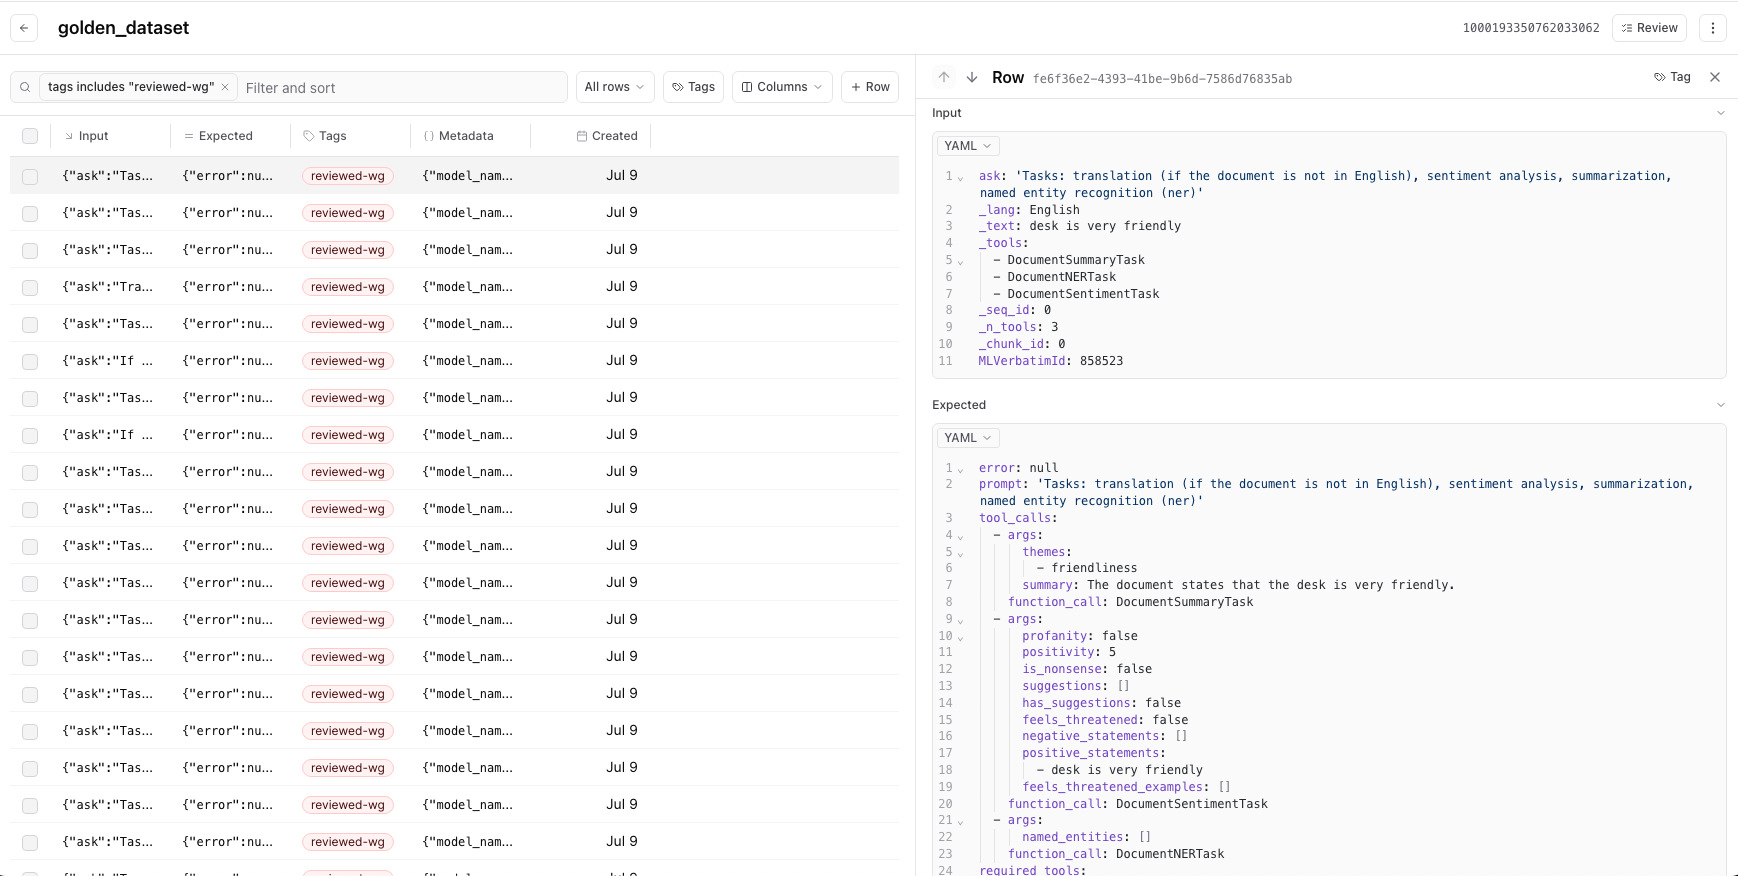 golden_dataset
1000193350762033062
Review
tags includes "reviewed-wg"
Filter and sort
All rows
Tags
Columns
+ Row
Input
Expected
Tags
Metadata
Created
{"ask":"Tas... {"error":nu... reviewed-wg {"model_nam... Jul 9
{"ask":"Tas... {"error":nu... reviewed-wg {"model_nam... Jul 9
{"ask":"Tas... {"error":nu... reviewed-wg {"model_nam... Jul 9
{"ask":"Tra... {"error":nu... reviewed-wg {"model_nam... Jul 9
{"ask":"Tas... {"error":nu... reviewed-wg {"model_nam... Jul 9
{"ask":"If ... {"error":nu... reviewed-wg {"model_nam... Jul 9
{"ask":"Tas... {"error":nu... reviewed-wg {"model_nam... Jul 9
{"ask":"If ... {"error":nu... reviewed-wg {"model_nam... Jul 9
{"ask":"Tas... {"error":nu... reviewed-wg {"model_nam... Jul 9
{"ask":"Tas... {"error":nu... reviewed-wg {"model_nam... Jul 9
{"ask":"Tas... {"error":nu... reviewed-wg {"model_nam... Jul 9
{"ask":"Tas... {"error":nu... reviewed-wg {"model_nam... Jul 9
{"ask":"Tas... {"error":nu... reviewed-wg {"model_nam... Jul 9
{"ask":"Tas... {"error":nu... reviewed-wg {"model_nam... Jul 9
{"ask":"Tas... {"error":nu... reviewed-wg {"model_nam... Jul 9
{"ask":"Tas... {"error":nu... reviewed-wg {"model_nam... Jul 9
{"ask":"Tas... {"error":nu... reviewed-wg {"model_nam... Jul 9
{"ask":"Tas... {"error":nu... reviewed-wg {"model_nam... Jul 9
{"ask":"Tas... {"error":nu... reviewed-wg {"model_nam... Jul 9
Row fe6f36e2-4393-41be-9b6d-7586d76835ab
Tag
Input
YAML
1 ask: 'Tasks: translation (if the document is not in English), sentiment analysis, summarization,
named entity recognition (ner)'
2 _lang: English
3 _text: desk is very friendly
4 _tools:
5 - DocumentSummaryTask
6 - DocumentNERTask
7 - DocumentSentimentTask
8 _seq_id: 0
9 _n_tools: 3
10 _chunk_id: 0
11 MLVerbatimId: 858523
Expected
YAML
1 error: null
2 prompt: 'Tasks: translation (if the document is not in English), sentiment analysis, summarization,
named entity recognition (ner)'
3 tool_calls:
4 - args:
5 themes:
6 - friendliness
7 summary: The document states that the desk is very friendly.
8 function_call: DocumentSummaryTask
9 - args:
10 profanity: false
11 positivity: 5
12 is_nonsense: false
13 suggestions: []
14 has_suggestions: false
15 feels_threatened: false
16 negative_statements: []
17 positive_statements:
18 - desk is very friendly
19 feels_threatened_examples: []
20 function_call: DocumentSentimentTask
21 - args:
22 named_entities: []
23 function_call: DocumentNERTask
24 required_tools: